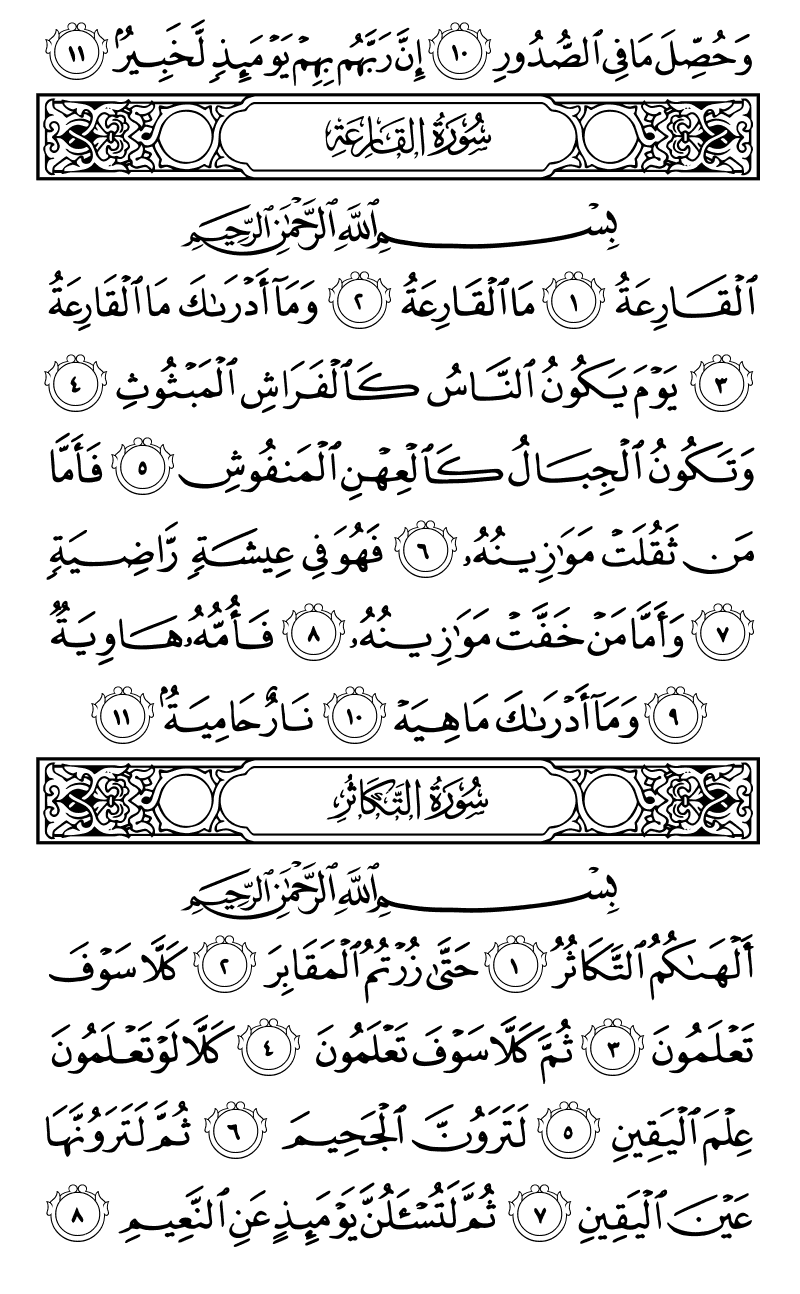 وَحُصِّلَ مَا فِى ٱلصُّدُورِ ١٠ إِنَّ رَبَّهُم بِهِمْ يَوْمَئِذٍ لَّخَبِيرٌۢ ١١
سُورَةُ القَارِعَةِ
بِسْمِ ٱللَّهِ ٱلرَّحْمَٰنِ ٱلرَّحِيمِ
ٱلْقَارِعَةُ ١ مَا ٱلْقَارِعَةُ ٢ وَمَآ أَدْرَىٰكَ مَا ٱلْقَارِعَةُ
٣ يَوْمَ يَكُونُ ٱلنَّاسُ كَٱلْفَرَاشِ ٱلْمَبْثُوثِ ٤
وَتَكُونُ ٱلْجِبَالُ كَٱلْعِهْنِ ٱلْمَنفُوشِ ٥ فَأَمَّا
مَن ثَقُلَتْ مَوَٰزِينُهُۥ ٦ فَهُوَ فِى عِيشَةٍ رَّاضِيَةٍ
٧ وَأَمَّا مَنْ خَفَّتْ مَوَٰزِينُهُۥ ٨ فَأُمُّهُۥ هَاوِيَةٌ
٩ وَمَآ أَدْرَىٰكَ مَا هِيَهْ ١٠ نَارٌ حَامِيَةٌۢ ١١
سُورَةُ التَّكَاثُرِ
بِسْمِ ٱللَّهِ ٱلرَّحْمَٰنِ ٱلرَّحِيمِ
أَلْهَىٰكُمُ ٱلتَّكَاثُرُ ١ حَتَّىٰ زُرْتُمُ ٱلْمَقَابِرَ ٢ كَلَّا سَوْفَ
تَعْلَمُونَ ٣ ثُمَّ كَلَّا سَوْفَ تَعْلَمُونَ ٤ كَلَّا لَوْ تَعْلَمُونَ
عِلْمَ ٱلْيَقِينِ ٥ لَتَرَوُنَّ ٱلْجَحِيمَ ٦ ثُمَّ لَتَرَوُنَّهَا
عَيْنَ ٱلْيَقِينِ ٧ ثُمَّ لَتُسْـَٔلُنَّ يَوْمَئِذٍ عَنِ ٱلنَّعِيمِ ٨